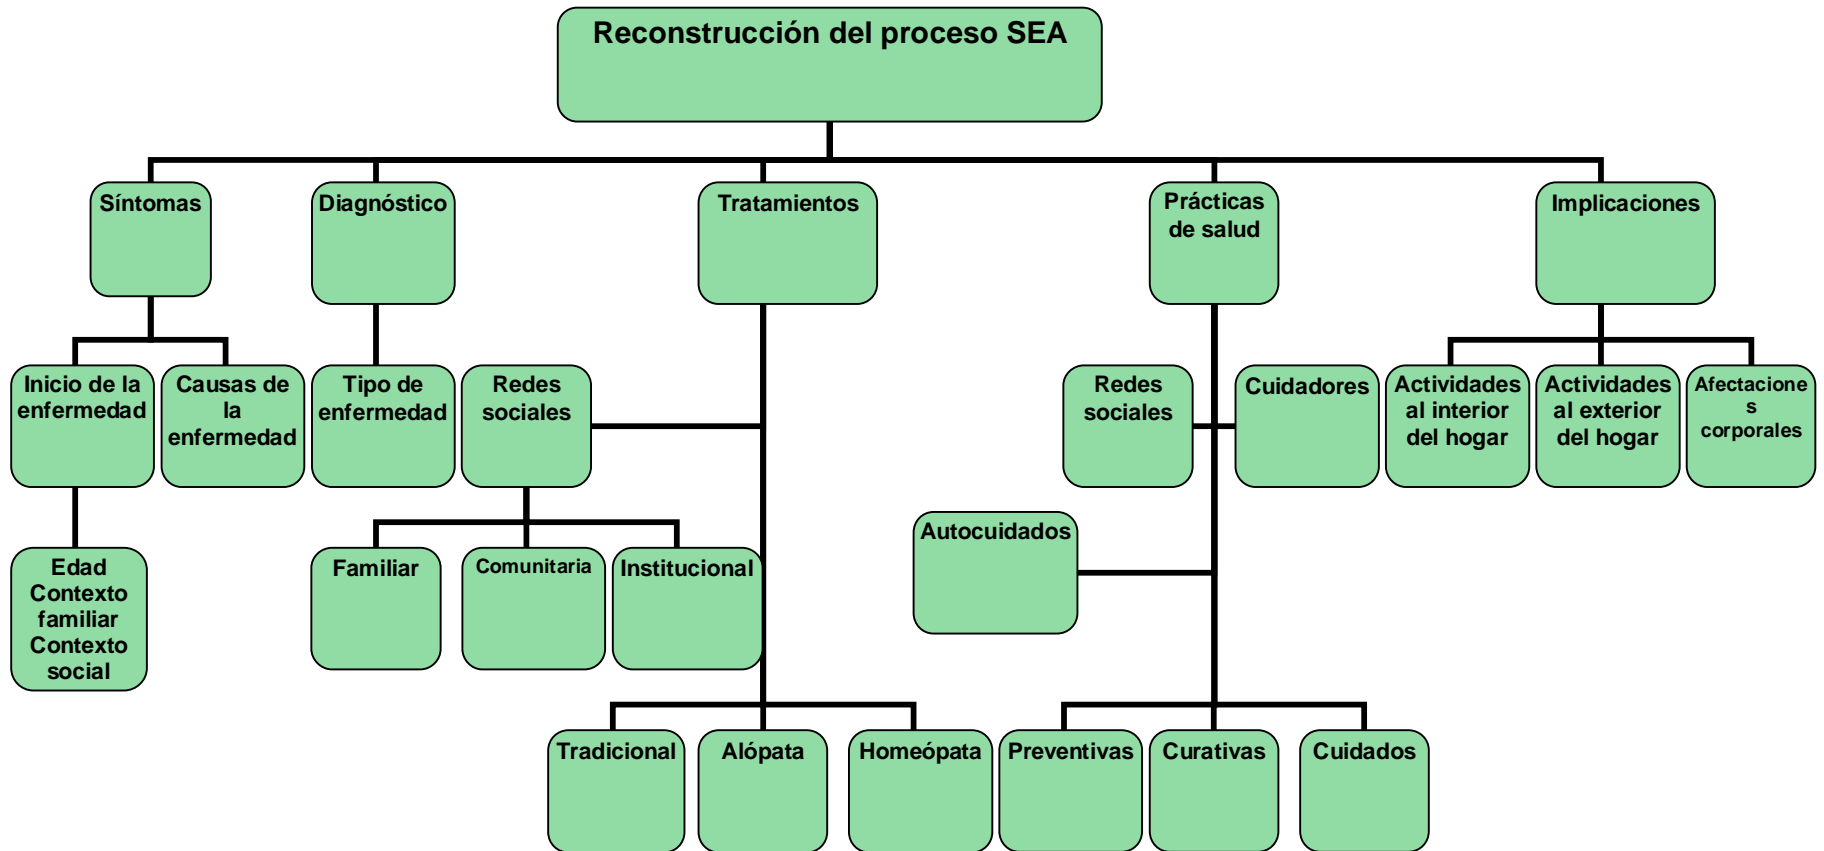 Reconstrucción del proceso SEA
Síntomas
Diagnóstico
Tratamientos
Prácticas
de salud
Implicaciones
Inicio de la
enfermedad
Causas de
la
enfermedad
Tipo de
enfermedad
Redes
sociales
Redes
sociales
Cuidadores
Actividades
al interior
del hogar
Actividades
al exterior
del hogar
Afectacione
s
corporales
Autocuidados
Edad
Contexto
familiar
Contexto
social
Familiar
Comunitaria
Institucional
Tradicional
Alópata
Homeópata
Preventivas
Curativas
Cuidados